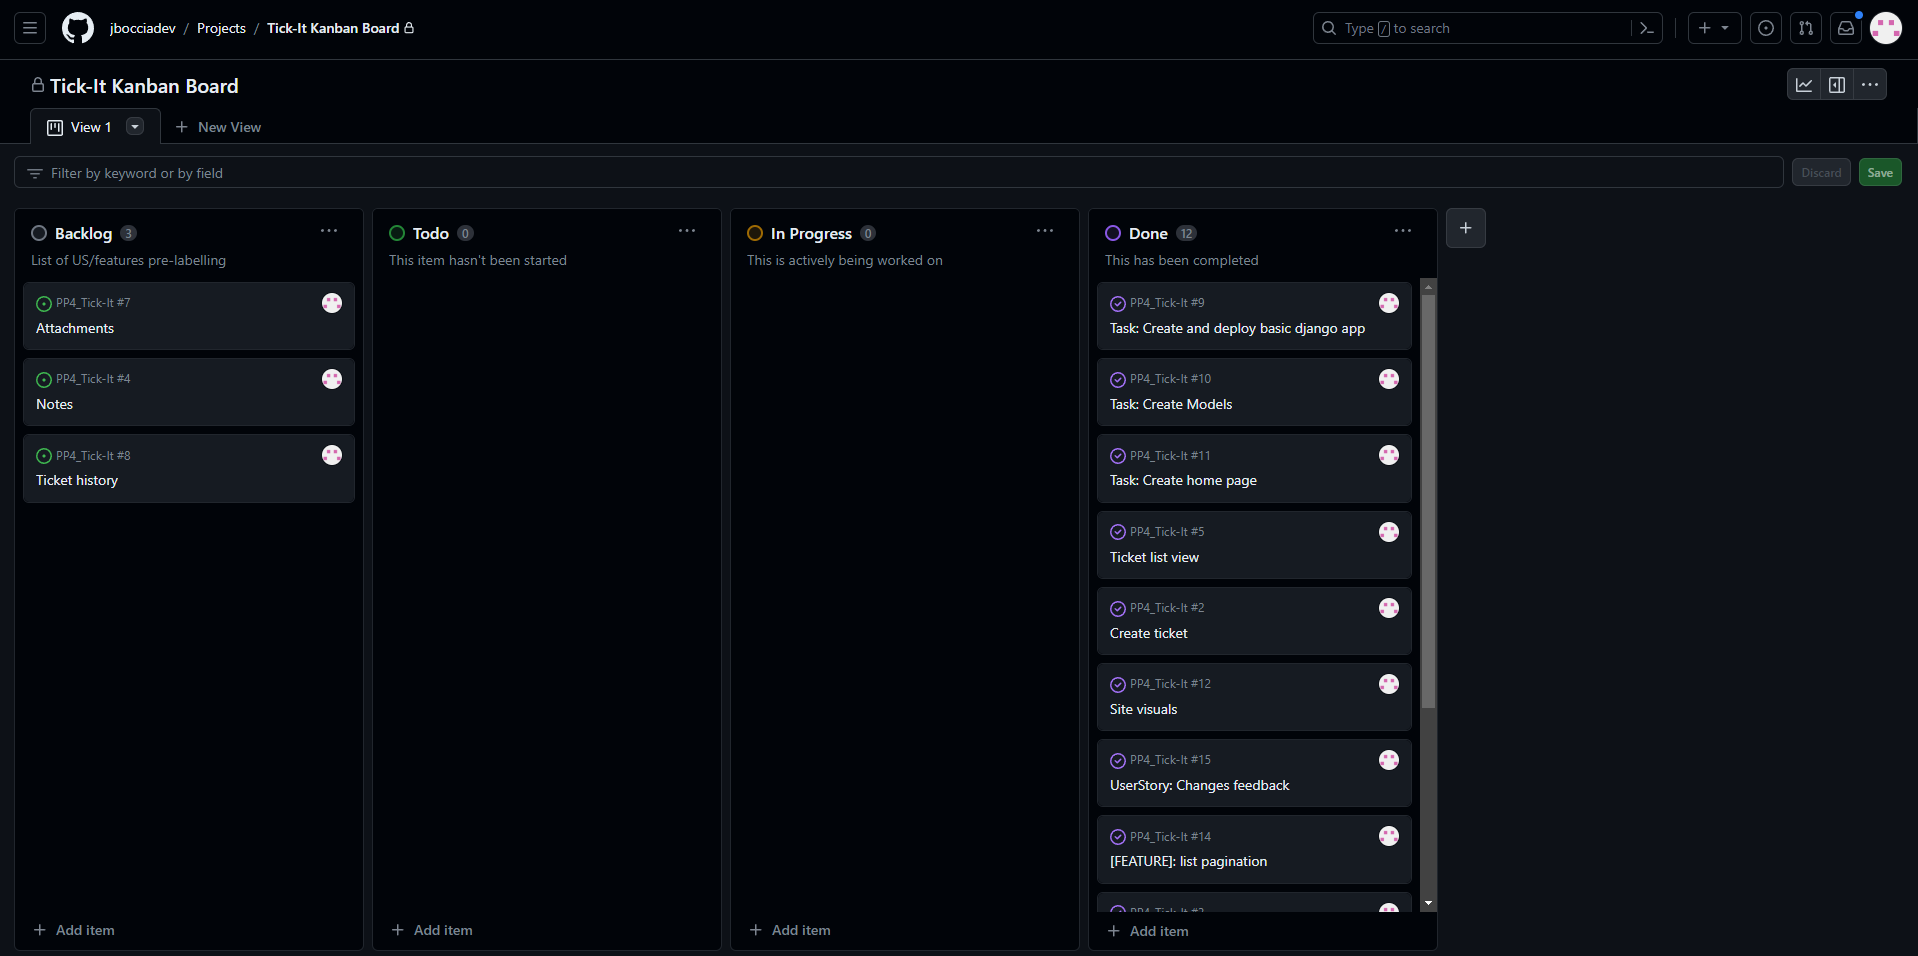 jbocciadev / Projects / Tick-It Kanban Board
Type / to search
Tick-It Kanban Board
View 1
New View
Filter by keyword or by field
Discard
Save
Backlog 3
List of US/features pre-labelling
PP4_Tick-It #7
Attachments
PP4_Tick-It #4
Notes
PP4_Tick-It #8
Ticket history
Add item
Todo 0
This item hasn't been started
Add item
In Progress 0
This is actively being worked on
Add item
Done 12
This has been completed
PP4_Tick-It #9
Task: Create and deploy basic django app
PP4_Tick-It #10
Task: Create Models
PP4_Tick-It #11
Task: Create home page
PP4_Tick-It #5
Ticket list view
PP4_Tick-It #2
Create ticket
PP4_Tick-It #12
Site visuals
PP4_Tick-It #15
UserStory: Changes feedback
PP4_Tick-It #14
[FEATURE]: list pagination
PP4_Tick-It
Add item